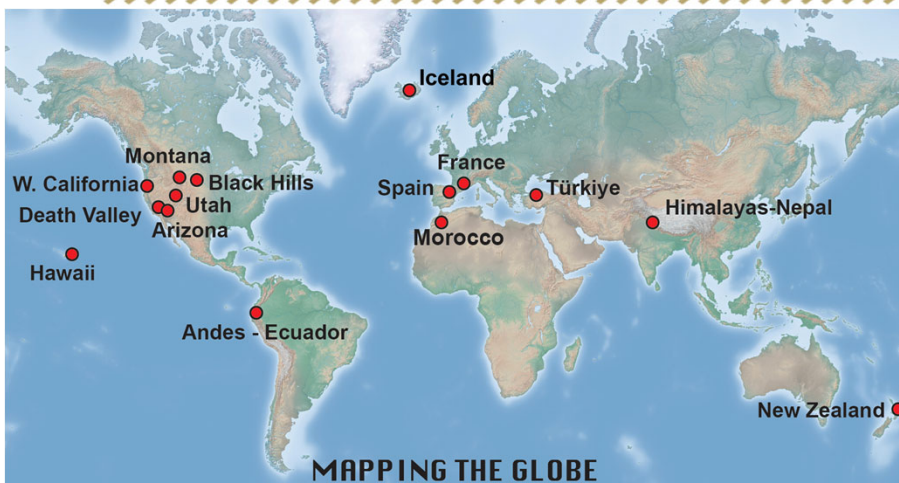 Iceland
Montana
France
W. California
Black Hills
Spain
Türkiye
Utah
Death Valley
Himalayas-Nepal
Arizona
Morocco
Hawaii
Andes - Ecuador
New Zealand
MAPPING THE GLOBE